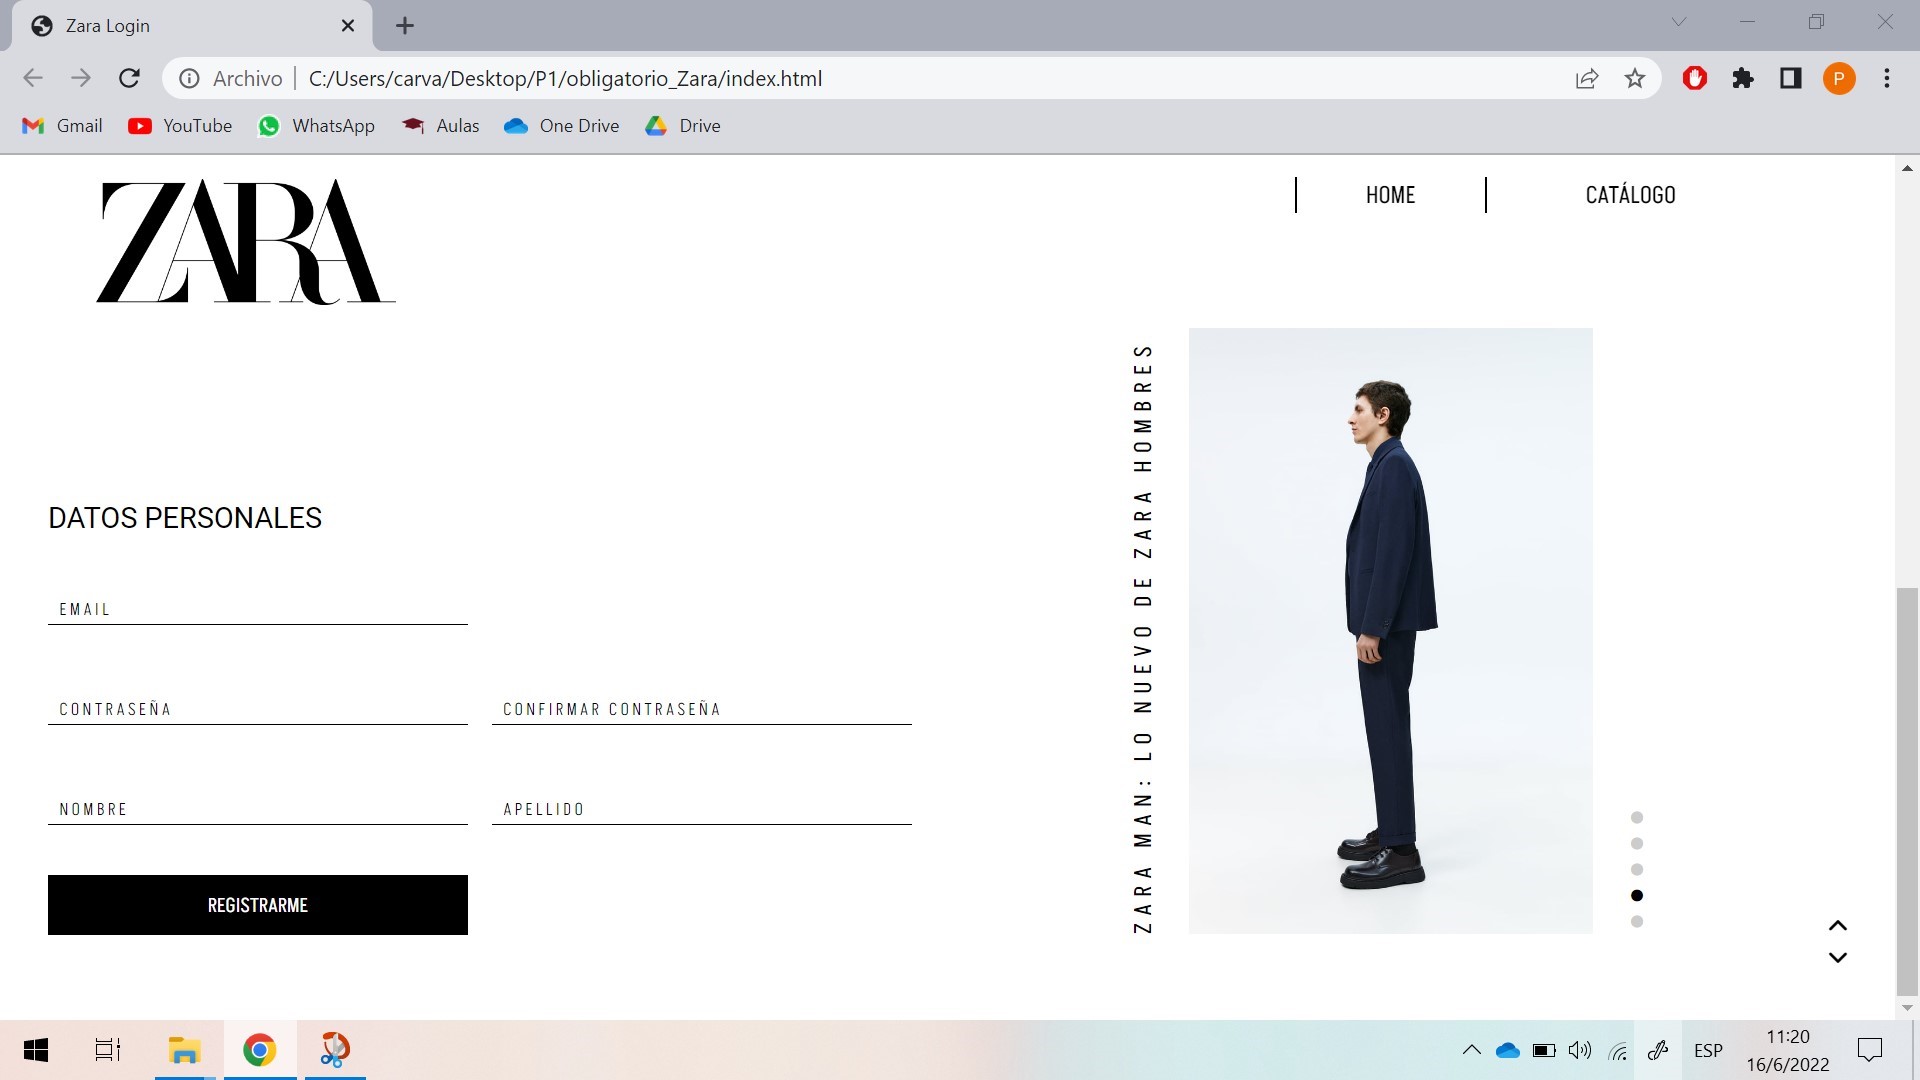 Zara Login
Archivo
C:/Users/carva/Desktop/P1/obligatorio_Zara/index.html
P
Gmail
YouTube
WhatsApp
Aulas
One Drive
Drive
ZARA
HOME
CATÁLOGO
ZARA MAN: LO NUEVO DE ZARA HOMBRES
DATOS PERSONALES
EMAIL
CONTRASEÑA
CONFIRMAR CONTRASEÑA
NOMBRE
APELLIDO
REGISTRARME
ESP
11:20
16/6/2022